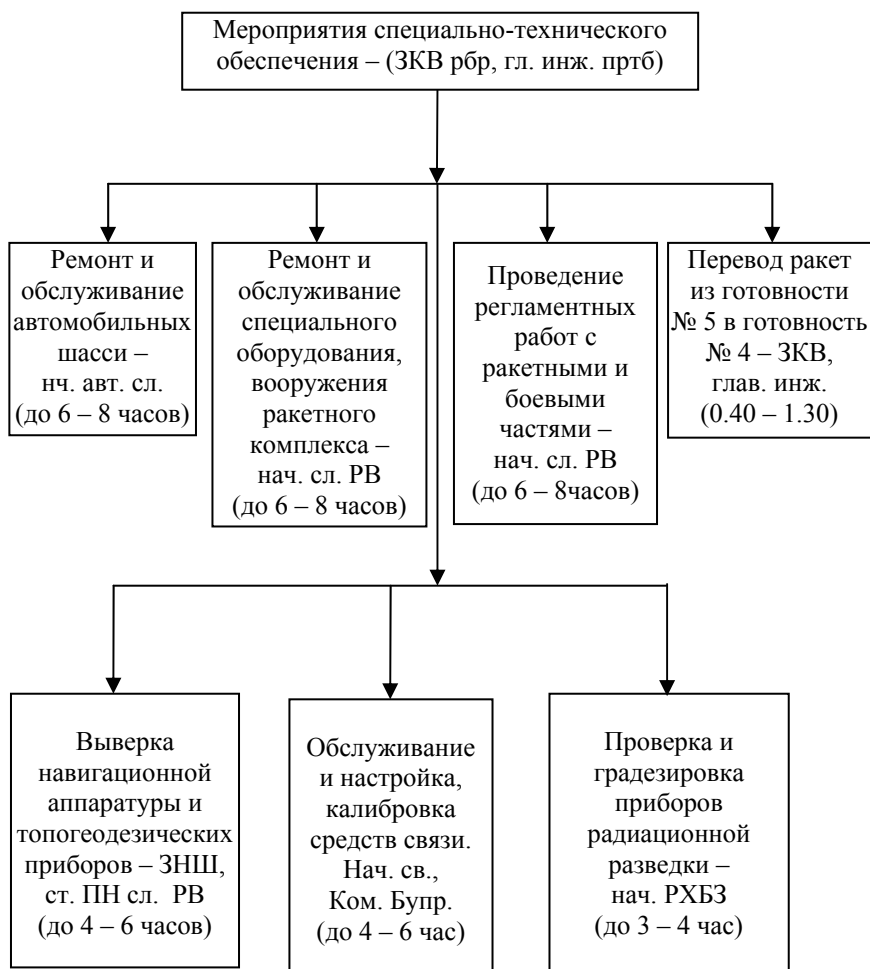 Мероприятия специально-технического
обеспечения – (ЗКВ рбр, гл. инж. пртб)
Ремонт и
обслуживание
автомобильных
шасси –
нч. авт. сл.
(до 6 – 8 часов)
Ремонт и
обслуживание
специального
оборудования,
вооружения
ракетного
комплекса –
нач. сл. РВ
(до 6 – 8 часов)
Проведение
регламентных
работ с
ракетными и
боевыми
частями –
нач. сл. РВ
(до 6 – 8часов)
Перевод ракет
из готовности
№ 5 в готовность
№ 4 – ЗКВ,
глав. инж.
(0.40 – 1.30)
Выверка
навигационной
аппаратуры и
топогеодезических
приборов – ЗНШ,
ст. ПН сл. РВ
(до 4 – 6 часов)
Обслуживание
и настройка,
калибровка
средств связи.
Нач. св.,
Ком. Бупр.
(до 4 – 6 час)
Проверка и
градезировка
приборов
радиационной
разведки –
нач. РХБЗ
(до 3 – 4 час)